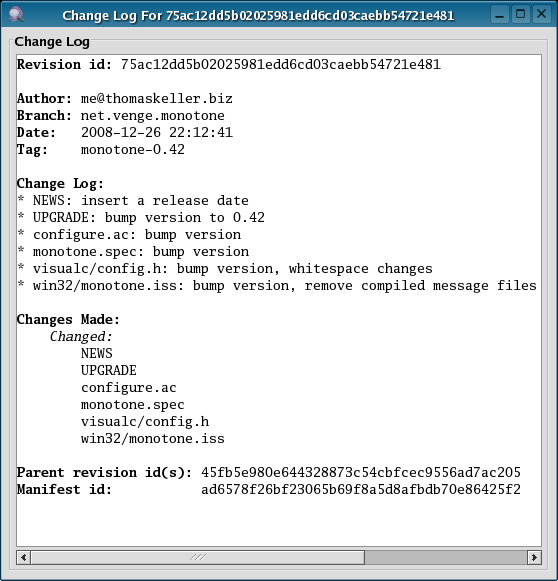 Change Log For 75ac12dd5b02025981edd6cd03caebb54721e481
Change Log
Revision id: 75ac12dd5b02025981edd6cd03caebb54721e481
Author: me@thomaskeller.biz
Branch: net.venge.monotone
Date: 2008-12-26 22:12:41
Tag: monotone-0.42
Change Log:
* NEWS: insert a release date
* UPGRADE: bump version to 0.42
* configure.ac: bump version
* monotone.spec: bump version
* visualc/config.h: bump version, whitespace changes
* win32/monotone.iss: bump version, remove compiled message files
Changes Made:
Changed:
NEWS
UPGRADE
configure.ac
monotone.spec
visualc/config.h
win32/monotone.iss
Parent revision id(s): 45fb5e980e644328873c54cbfcec9556ad7ac205
Manifest id: ad6578f26bf23065b69f8a5d8afbdb70e86425f2